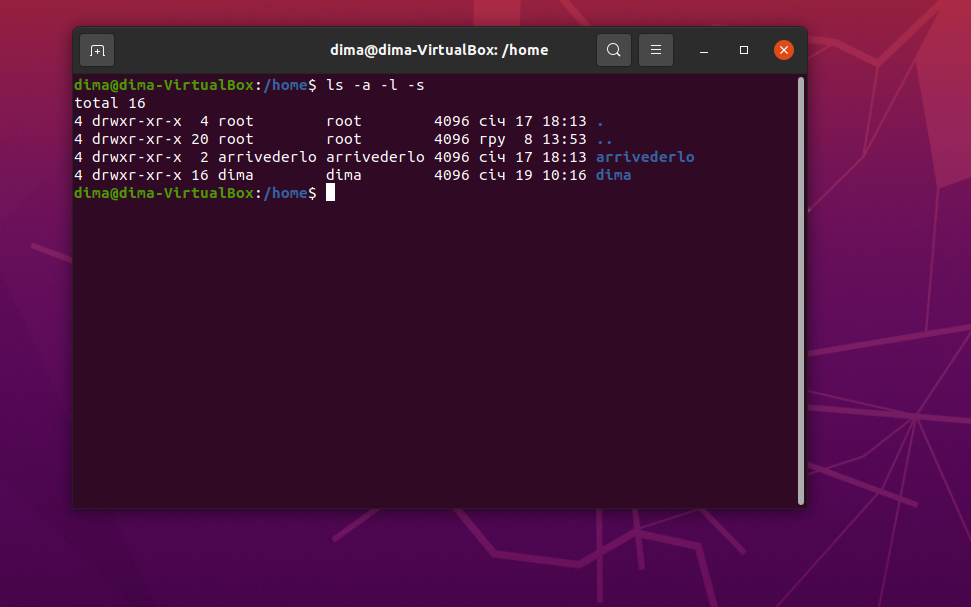 dima@dima-VirtualBox: /home
dima@dima-VirtualBox:/home$ ls -a -l -s
total 16
4 drwxr-xr-x  4 root        root        4096 січ 17 18:13 .
4 drwxr-xr-x 20 root        root        4096 гру  8 13:53 ..
4 drwxr-xr-x  2 arrivederlo arrivederlo 4096 січ 17 18:13 arrivederlo
4 drwxr-xr-x 16 dima        dima        4096 січ 19 10:16 dima
dima@dima-VirtualBox:/home$